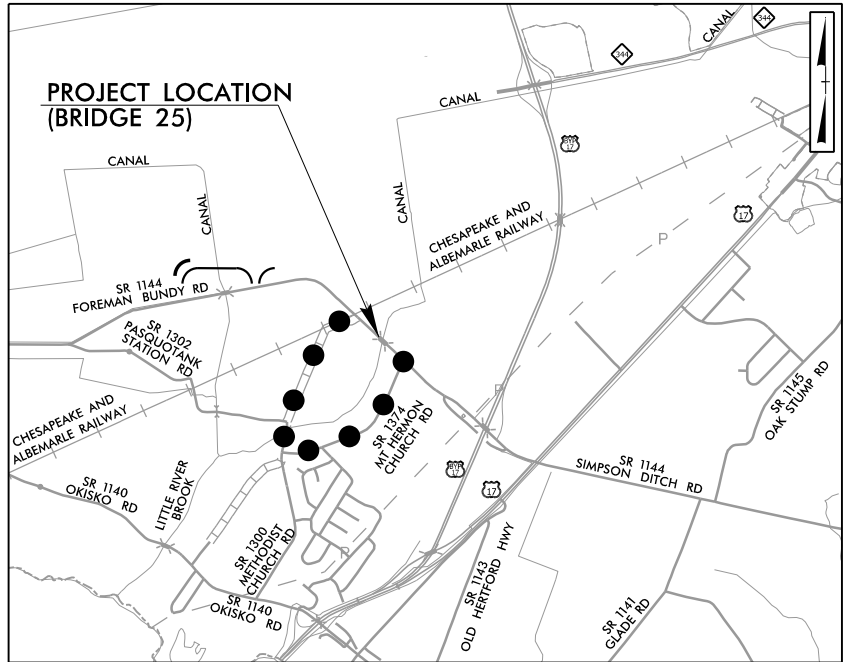 344
CANAL
344
PROJECT LOCATION
(BRIDGE 25)
CANAL
BYP
17
CANAL
CANAL
CANAL
CHESAPEAKE AND
ALBEMARLE RAILWAY
17
P
SR 1144
FOREMAN BUNDY RD
SR 1302
PASQUOTANK
STATION RD
CHESAPEAKE AND
ALBEMARLE RAILWAY
P
SR 1374
MT HERMON
CHURCH RD
SR 1145
OAK STUMP RD
SR 1140
OKISKO RD
LITTLE RIVER
BROOK
BYP
17
17
SR 1144
SIMPSON DITCH RD
SR 1300
METHODIST
CHURCH RD
P
SR 1140
OKISKO RD
SR 1143
OLD HERTFORD HWY
SR 1141
GLADE RD